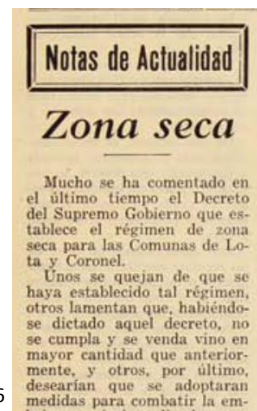 Notas de Actualidad
Zona seca
Mucho se ha comentado en
el último tiempo el Decreto
del Supremo Gobierno que es-
tablece el régimen de zona
seca para las Comunas de Lo-
ta y Coronel.
Unos se quejan de que se
haya establecido tal régimen,
otros lamentan que, habiéndo-
se dictado aquel decreto, no
se cumpla y se venda vino en
mayor cantidad que anterior-
mente, y otros, por último,
desearían que se adoptaran
medidas para combatir la em-